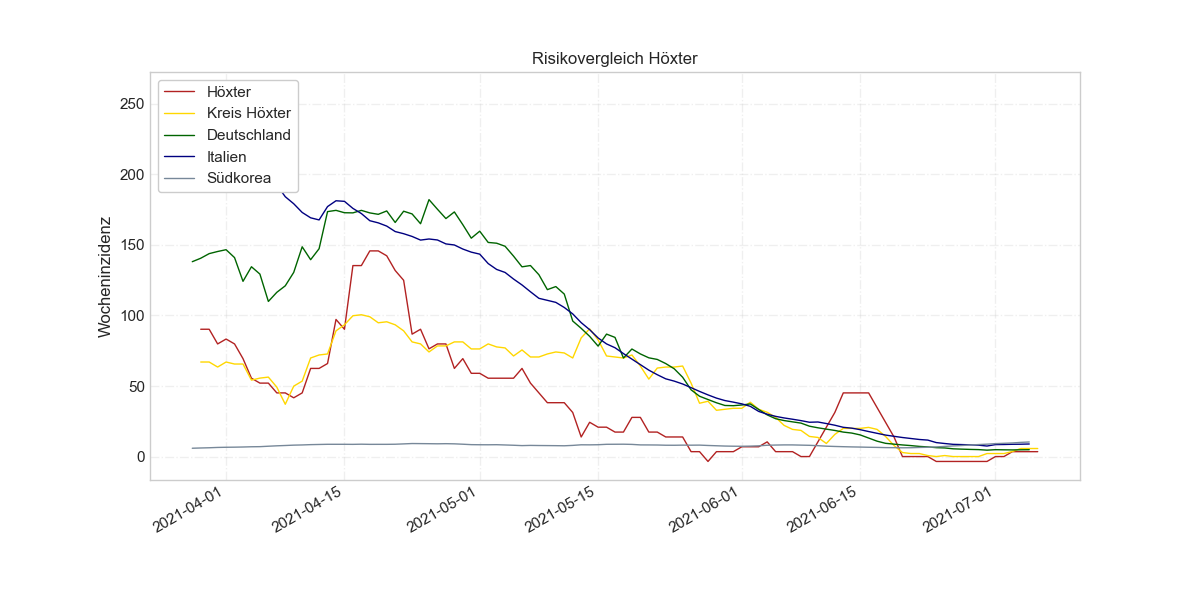 Risikovergleich Höxter
Höxter
Kreis Höxter
Deutschland
Italien
Südkorea
Wocheninzidenz
250
200
150
100
50
0
2021-04-01
2021-04-15
2021-05-01
2021-05-15
2021-06-01
2021-06-15
2021-07-01